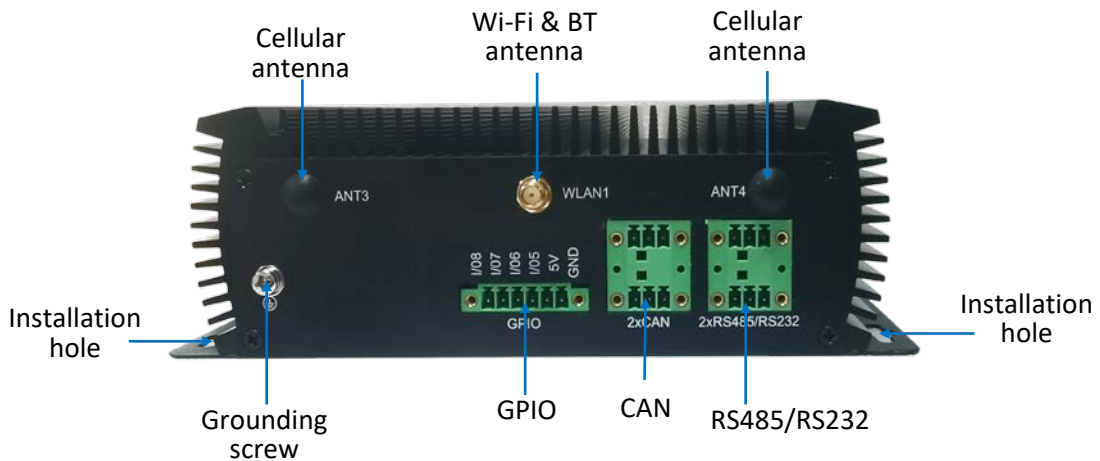 Cellular
antenna
Wi-Fi & BT
antenna
Cellular
antenna
ANT3
WLAN1
ANT4
I/08
I/07
I/06
I/05
5V
GND
GPIO
2xCAN
2xRS485/RS232
Installation
hole
Installation
hole
Grounding
screw
GPIO
CAN
RS485/RS232